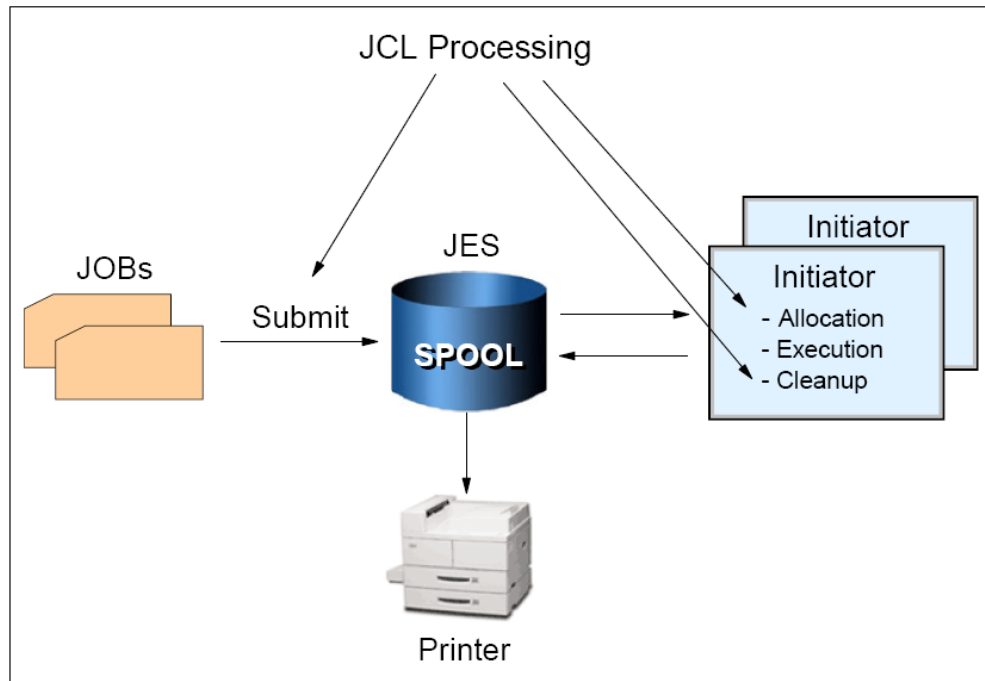 JCL Processing
JOBs
Submit
JES
SPOOL
Initiator
Initiator
- Allocation
- Execution
- Cleanup
Printer